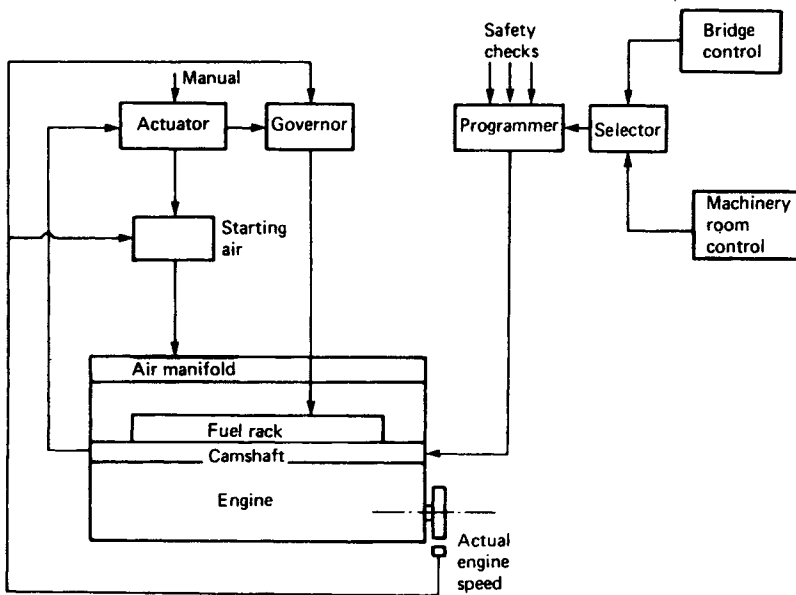 Safety
checks
Bridge
control
Manual
Actuator
Governor
Programmer
Selector
Starting
air
Machinery
room
control
Air manifold
Fuel rack
Camshaft
Engine
Actual
engine
speed